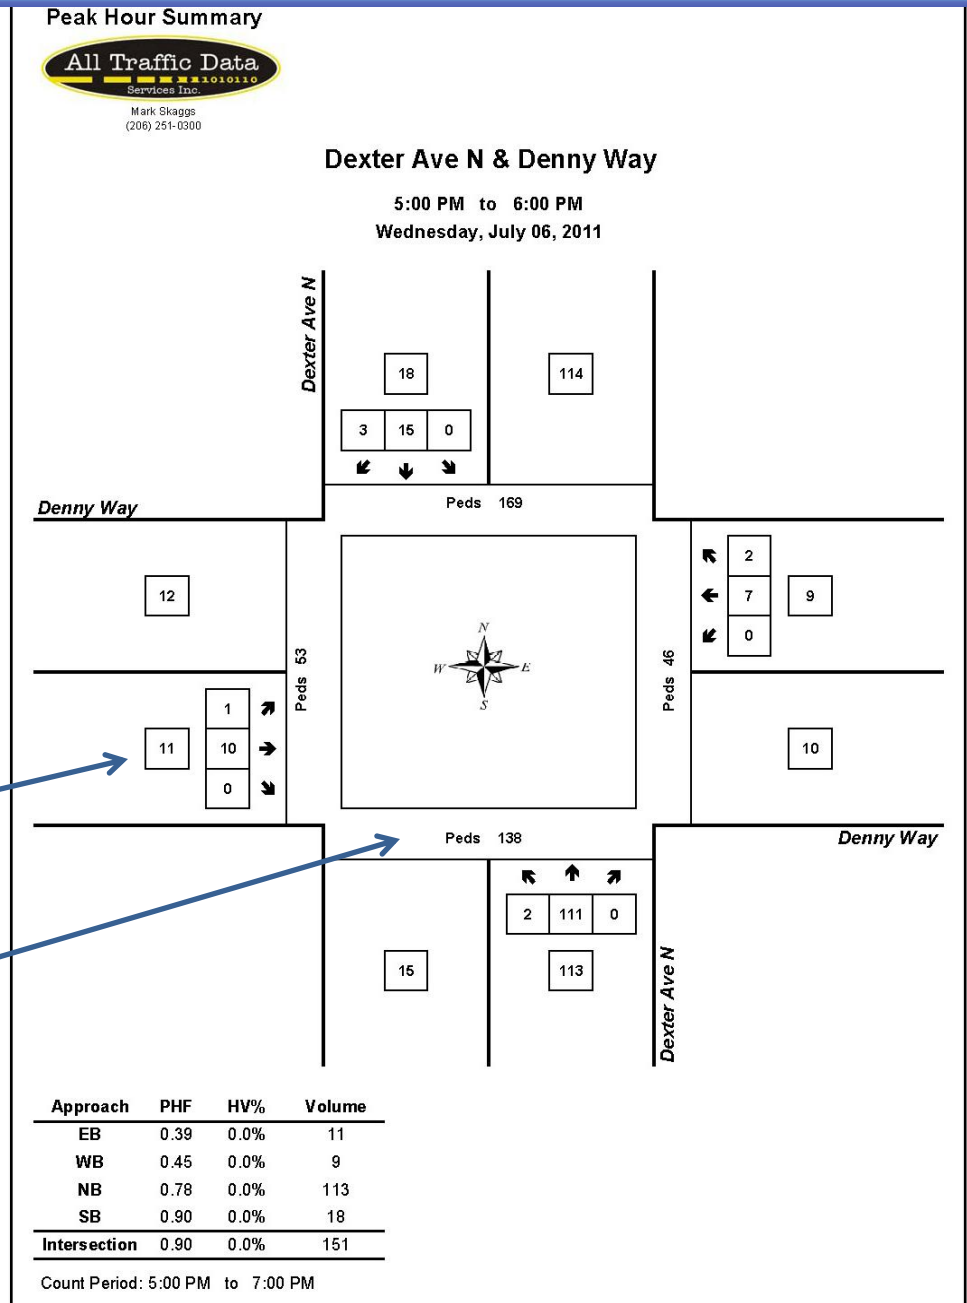 Peak Hour Summary
All Traffic Data
1010110
Services Inc.
Mark Skaggs
(206) 251-0300
Dexter Ave N & Denny Way
5:00 PM to 6:00 PM
Wednesday, July 06, 2011
Dexter Ave N
18
114
3 15 0
Peds 169
Denny Way
12
2
7
0
9
Peds 53
N
W E
S
Peds 46
11
1
10
0
10
Peds 138
Denny Way
2 111 0
15
113
Dexter Ave N
Approach PHF HV% Volume
EB 0.39 0.0% 11
WB 0.45 0.0% 9
NB 0.78 0.0% 113
SB 0.90 0.0% 18
Intersection 0.90 0.0% 151
Count Period: 5:00 PM to 7:00 PM